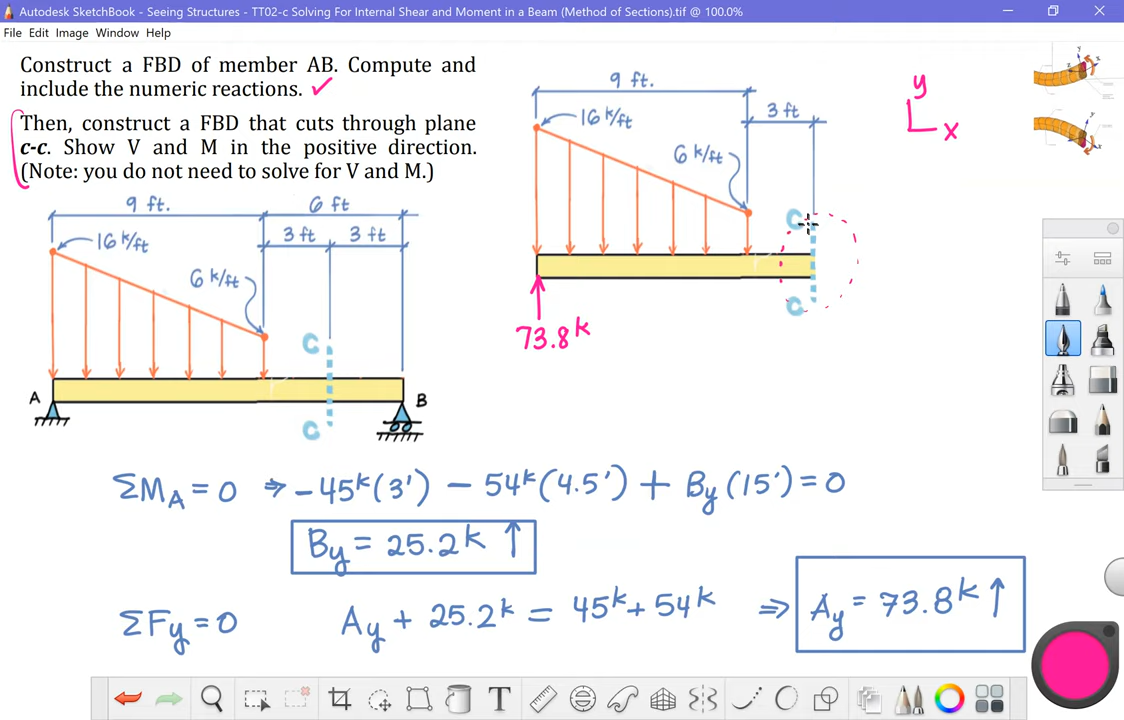 Autodesk SketchBook - Seeing Structures - TT02-c Solving For Internal Shear and Moment in a Beam (Method of Sections).tif @ 100.0%
File Edit Image Window Help
Construct a FBD of member AB. Compute and
include the numeric reactions. ✓
Then, construct a FBD that cuts through plane
c-c. Show V and M in the positive direction.
(Note: you do not need to solve for V and M.)
9 ft.
6 ft
3 ft
3 ft
16 k/ft
6 k/ft
C
C
A
B
9 ft.
3 ft
16 k/ft
6 k/ft
C
C
73.8k
y
x
ΣMA = 0 ⇒ -45k(3') - 54k(4.5') + By(15') = 0
By = 25.2k ↑
ΣFy = 0 Ay + 25.2k = 45k + 54k ⇒ Ay = 73.8k ↑
T